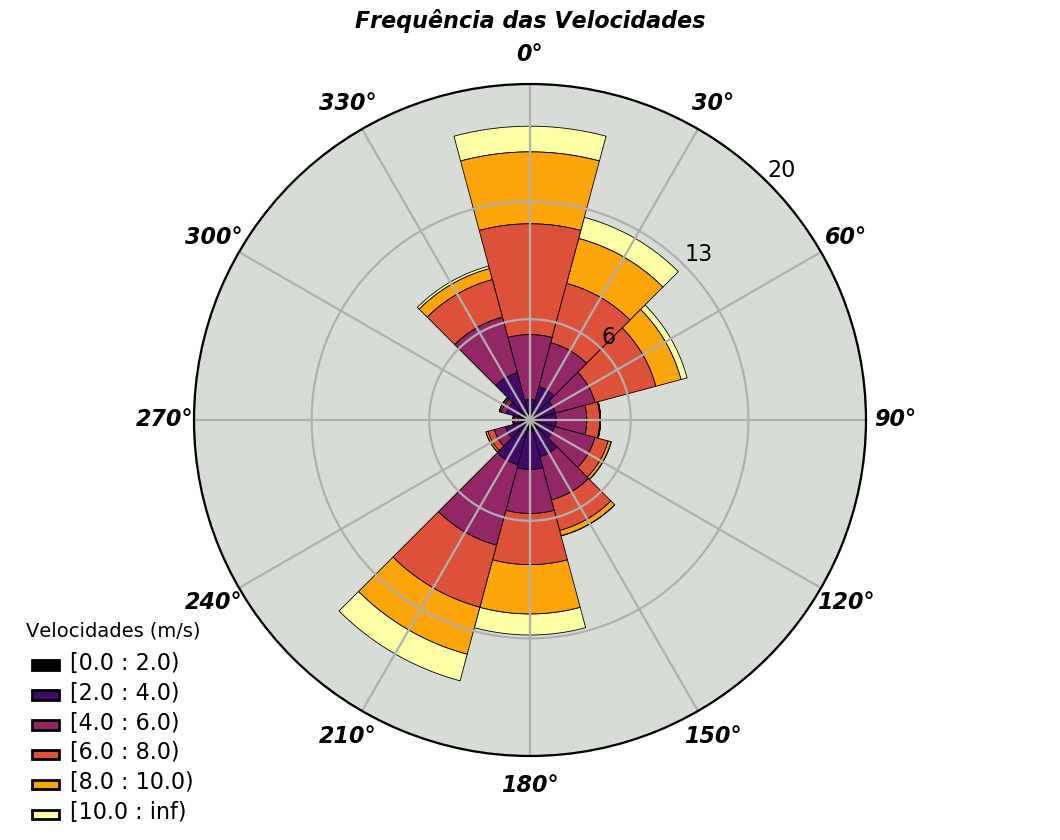 Frequência das Velocidades
0°
330°
30°
20
300°
60°
13
6
270°
90°
240°
120°
210°
150°
180°
Velocidades (m/s)
[0.0 : 2.0)
[2.0 : 4.0)
[4.0 : 6.0)
[6.0 : 8.0)
[8.0 : 10.0)
[10.0 : inf)